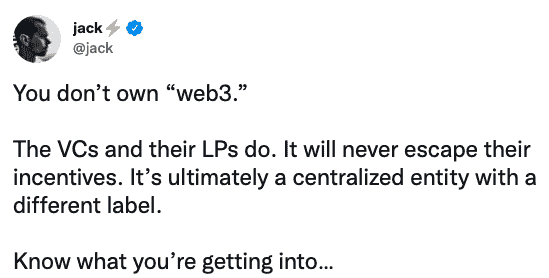 jack⚡
@jack
You don’t own “web3.”
The VCs and their LPs do. It will never escape their
incentives. It’s ultimately a centralized entity with a
different label.
Know what you’re getting into…